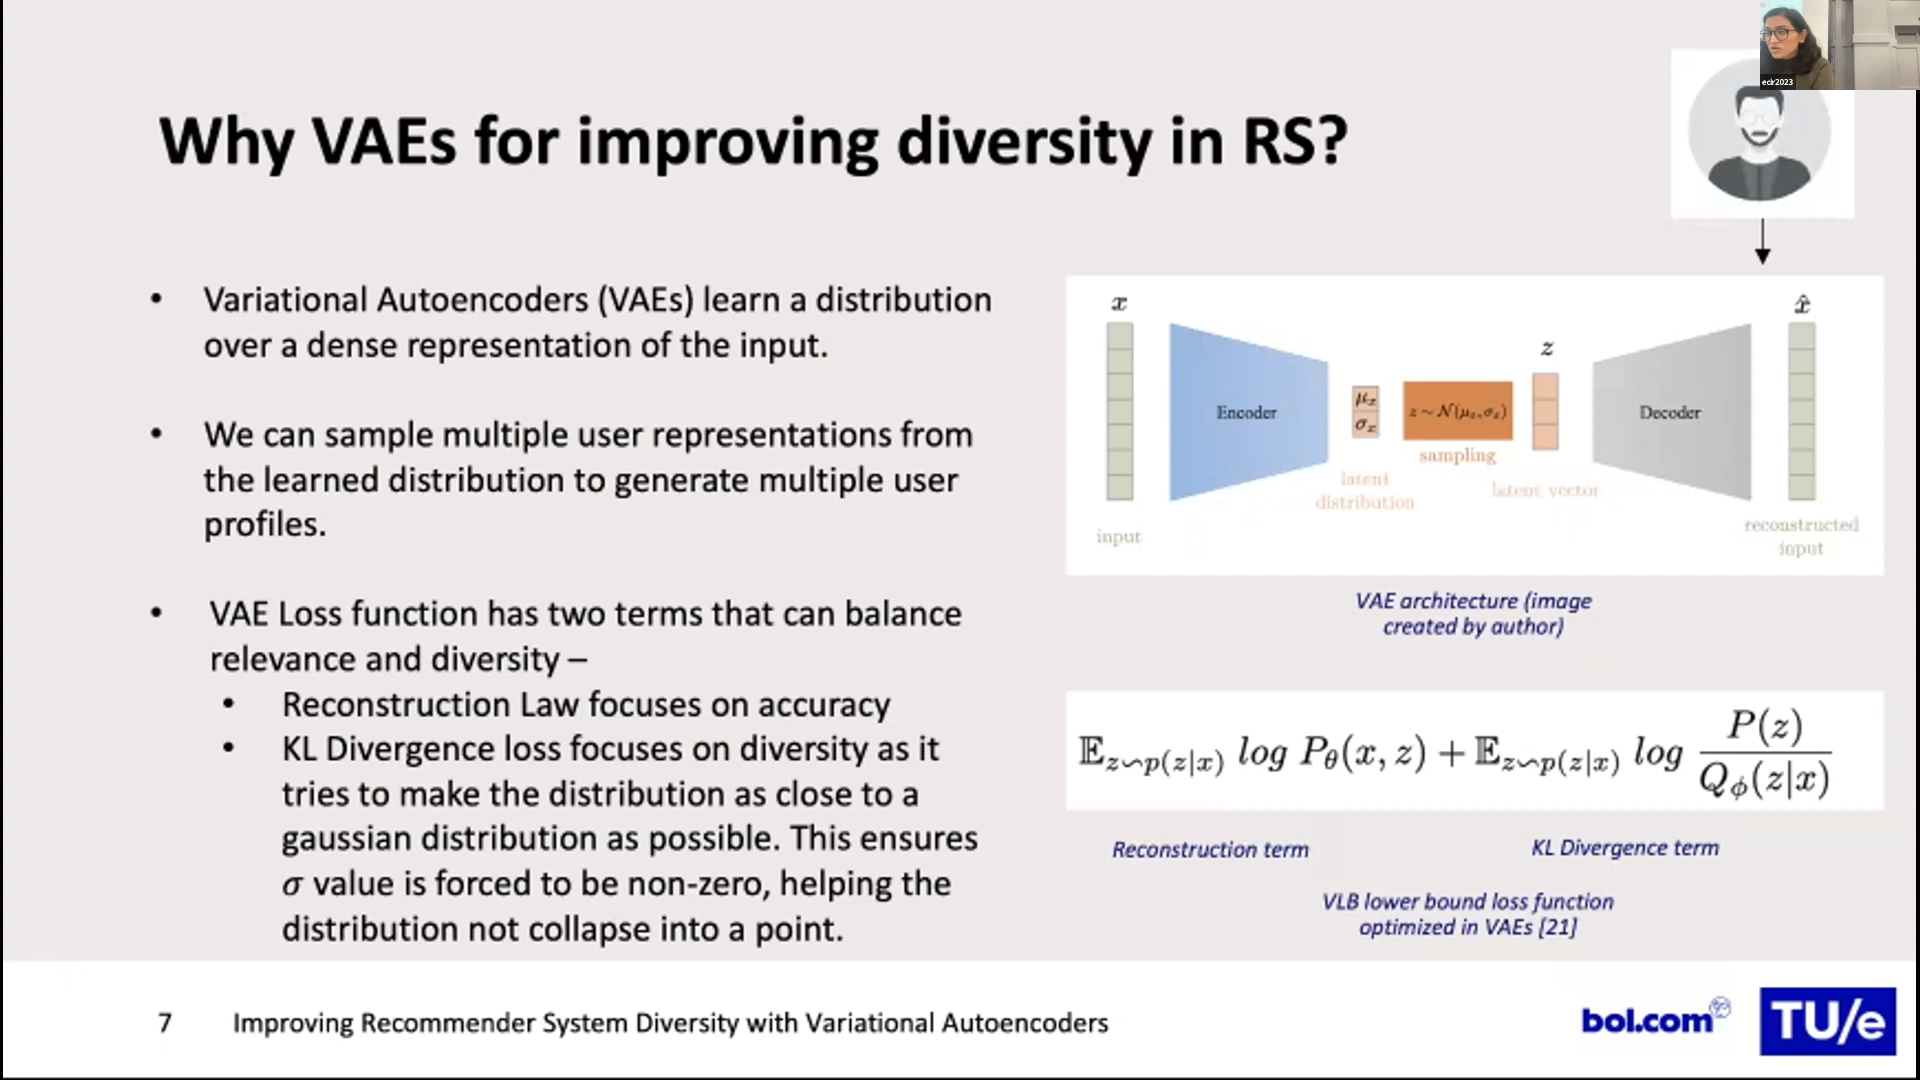 ecir2023
Why VAEs for improving diversity in RS?
• Variational Autoencoders (VAEs) learn a distribution
over a dense representation of the input.
• We can sample multiple user representations from
the learned distribution to generate multiple user
profiles.
• VAE Loss function has two terms that can balance
relevance and diversity –
• Reconstruction Law focuses on accuracy
• KL Divergence loss focuses on diversity as it
tries to make the distribution as close to a
gaussian distribution as possible. This ensures
σ value is forced to be non-zero, helping the
distribution not collapse into a point.
x
input
Encoder
μₓ
σₓ
latent
distribution
z ~ 𝒩(μₓ, σₓ)
sampling
z
latent vector
Decoder
x̂
reconstructed
input
VAE architecture (image
created by author)
𝔼_{z∽p(z|x)} log P_θ(x, z) + 𝔼_{z∽p(z|x)} log P(z) / Q_ϕ(z|x)
Reconstruction term
KL Divergence term
VLB lower bound loss function
optimized in VAEs [21]
7
Improving Recommender System Diversity with Variational Autoencoders
bol.com
TU/e